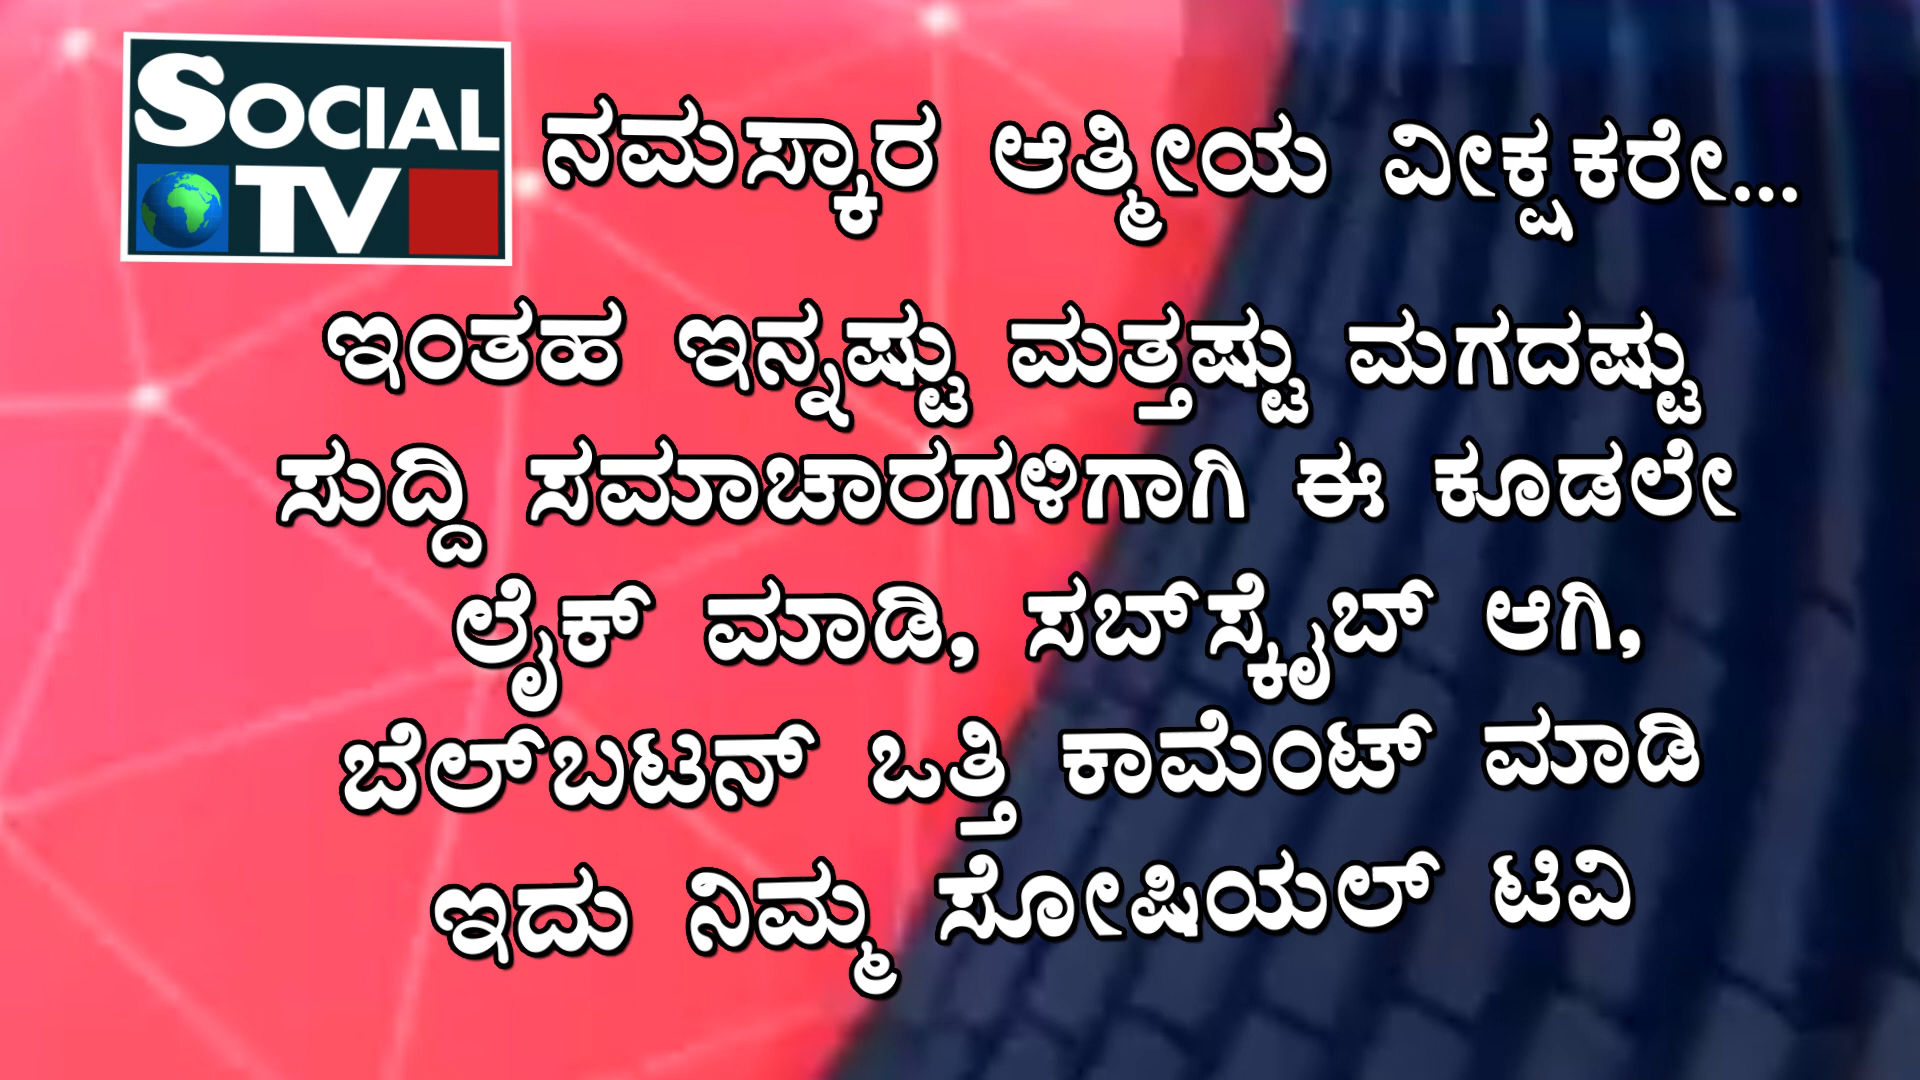 SOCIAL
TV
ನಮಸ್ಕಾರ ಆತ್ಮೀಯ ವೀಕ್ಷಕರೇ...
ಇಂತಹ ಇನ್ನಷ್ಟು ಮತ್ತಷ್ಟು ಮಗದಷ್ಟು
ಸುದ್ದಿ ಸಮಾಚಾರಗಳಿಗಾಗಿ ಈ ಕೂಡಲೇ
ಲೈಕ್ ಮಾಡಿ, ಸಬ್‌ಸ್ಕೈಬ್ ಆಗಿ,
ಬೆಲ್‌ಬಟನ್ ಒತ್ತಿ ಕಾಮೆಂಟ್ ಮಾಡಿ
ಇದು ನಿಮ್ಮ ಸೋಷಿಯಲ್ ಟಿವಿ